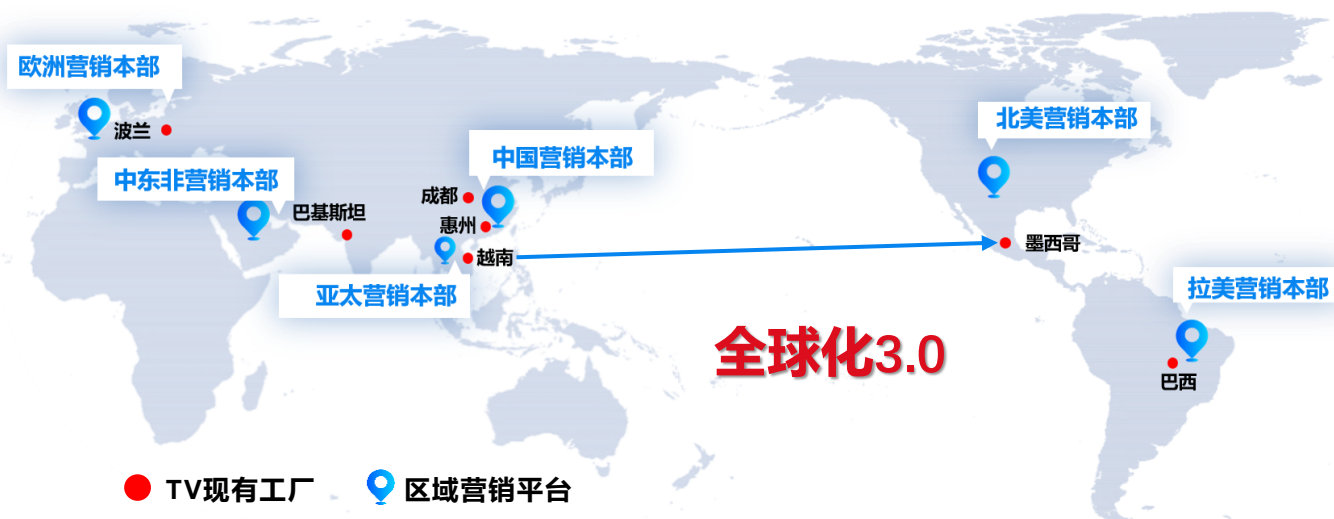 欧洲营销本部
波兰
中东非营销本部
巴基斯坦
中国营销本部
成都
惠州
越南
亚太营销本部
北美营销本部
墨西哥
拉美营销本部
巴西
全球化3.0
TV现有工厂
区域营销平台